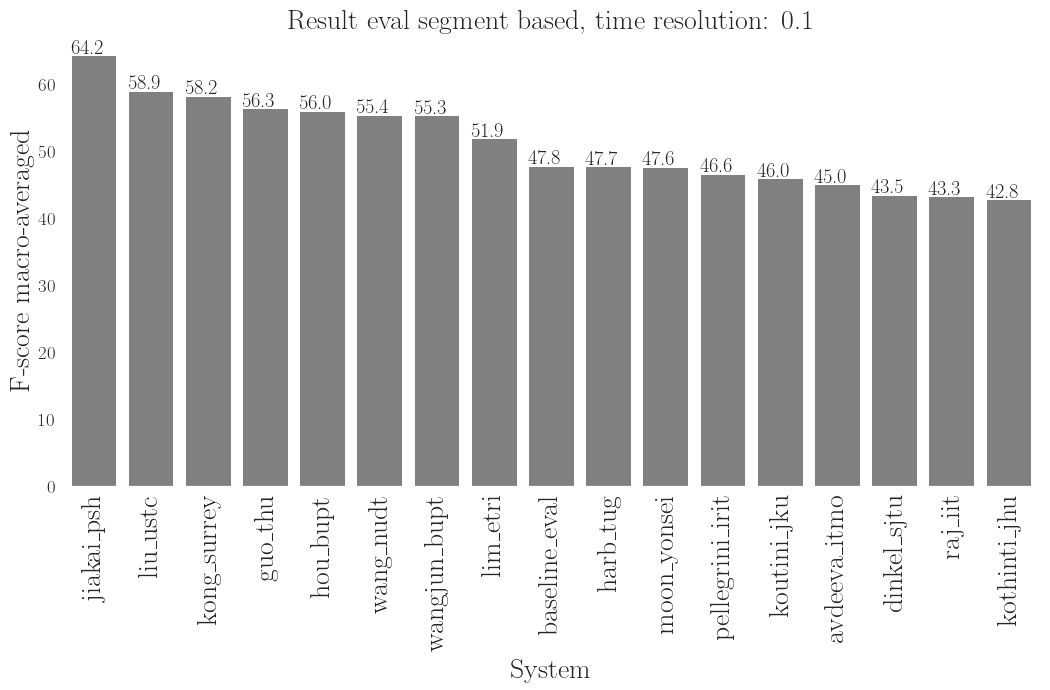 Result eval segment based, time resolution: 0.1
F-score macro-averaged
60
50
40
30
20
10
0
64.2
58.9
58.2
56.3
56.0
55.4
55.3
51.9
47.8
47.7
47.6
46.6
46.0
45.0
43.5
43.3
42.8
jiakai_psh
liu_ustc
kong_surrey
guo_thu
hou_bupt
wang_nudt
wangjun_bupt
lim_etri
baseline_eval
harb_tug
moon_yonsei
pellegrini_irit
koutini_jku
avdeeva_itmo
dinkel_sjtu
raj_iit
kothinti_jhu
System